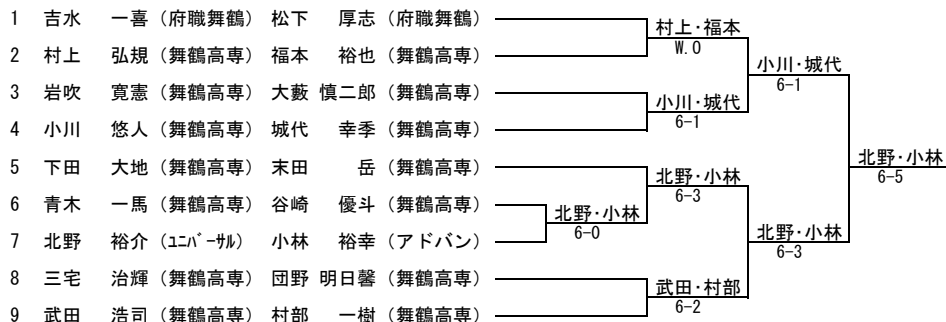 1 吉水 一喜（府職舞鶴） 松下 厚志（府職舞鶴）
村上・福本
2 村上 弘規（舞鶴高専） 福本 裕也（舞鶴高専）
W.O
小川・城代
6-1
3 岩吹 寛憲（舞鶴高専） 大藪 慎二郎（舞鶴高専）
小川・城代
6-1
4 小川 悠人（舞鶴高専） 城代 幸季（舞鶴高専）
北野・小林
6-5
5 下田 大地（舞鶴高専） 末田 岳（舞鶴高専）
北野・小林
6-3
6 青木 一馬（舞鶴高専） 谷崎 優斗（舞鶴高専）
北野・小林
6-0
7 北野 裕介（ﾕﾆﾊﾞｰｻﾙ） 小林 裕幸（アドバン）
北野・小林
6-3
8 三宅 治輝（舞鶴高専） 団野 明日馨（舞鶴高専）
武田・村部
6-2
9 武田 浩司（舞鶴高専） 村部 一樹（舞鶴高専）